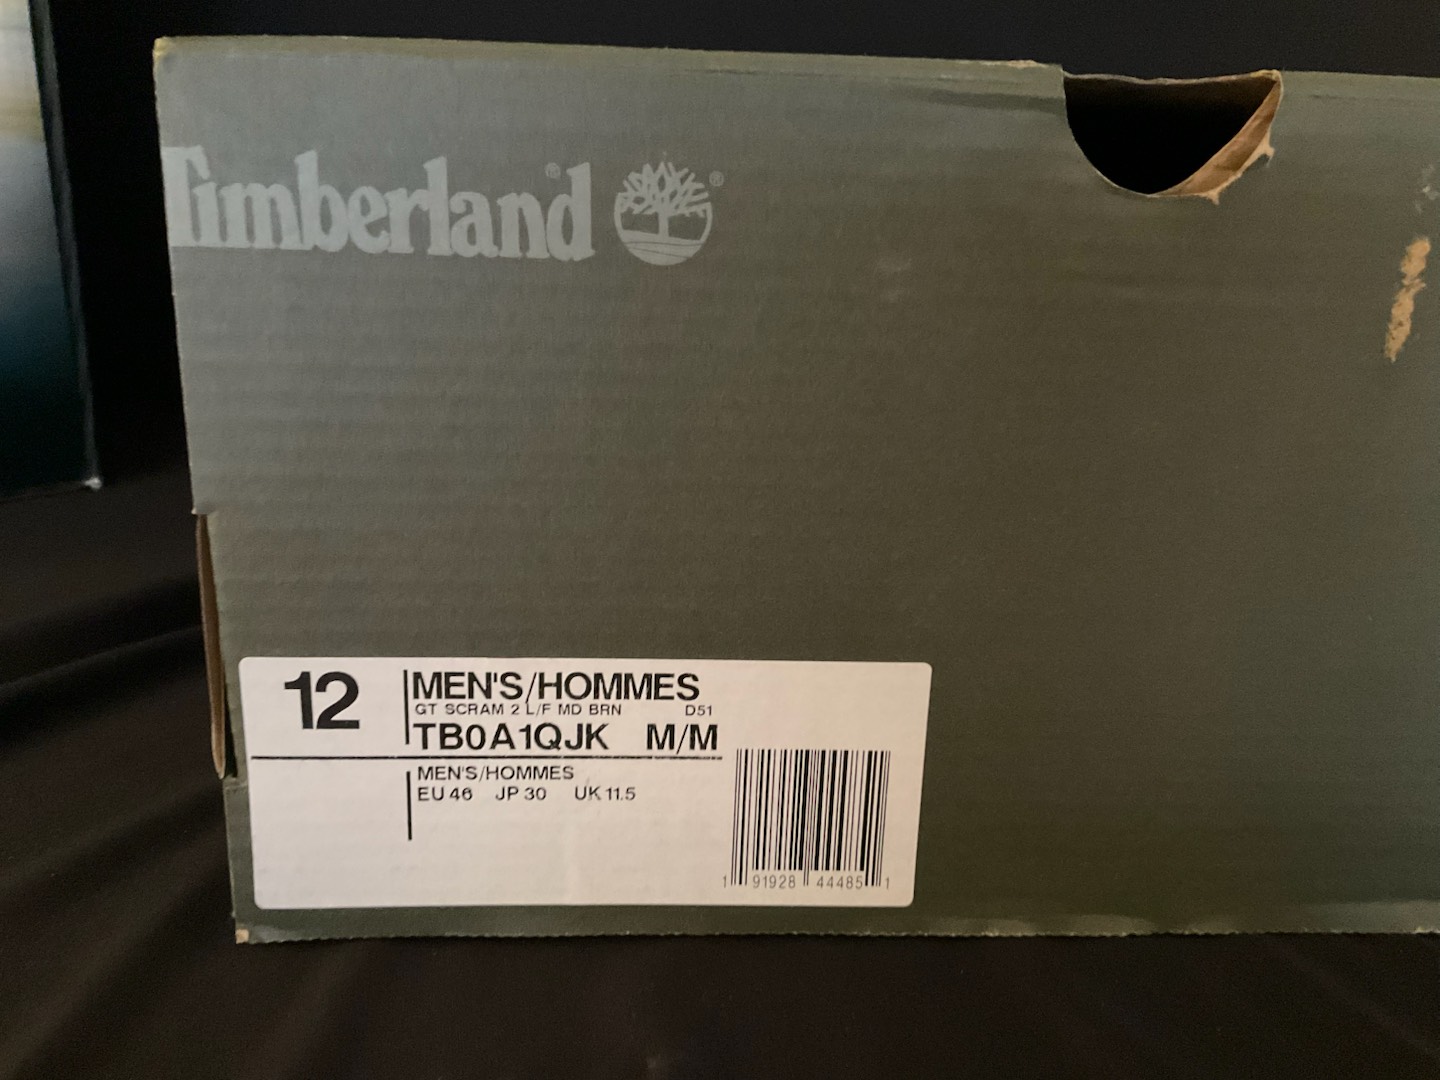 Timberland® ®
12
MEN'S/HOMMES
GT SCRAM 2 L/F MD BRN D51
TB0A1QJK M/M
MEN'S/HOMMES
EU 46 JP 30 UK 11.5
1 91928 44485 1